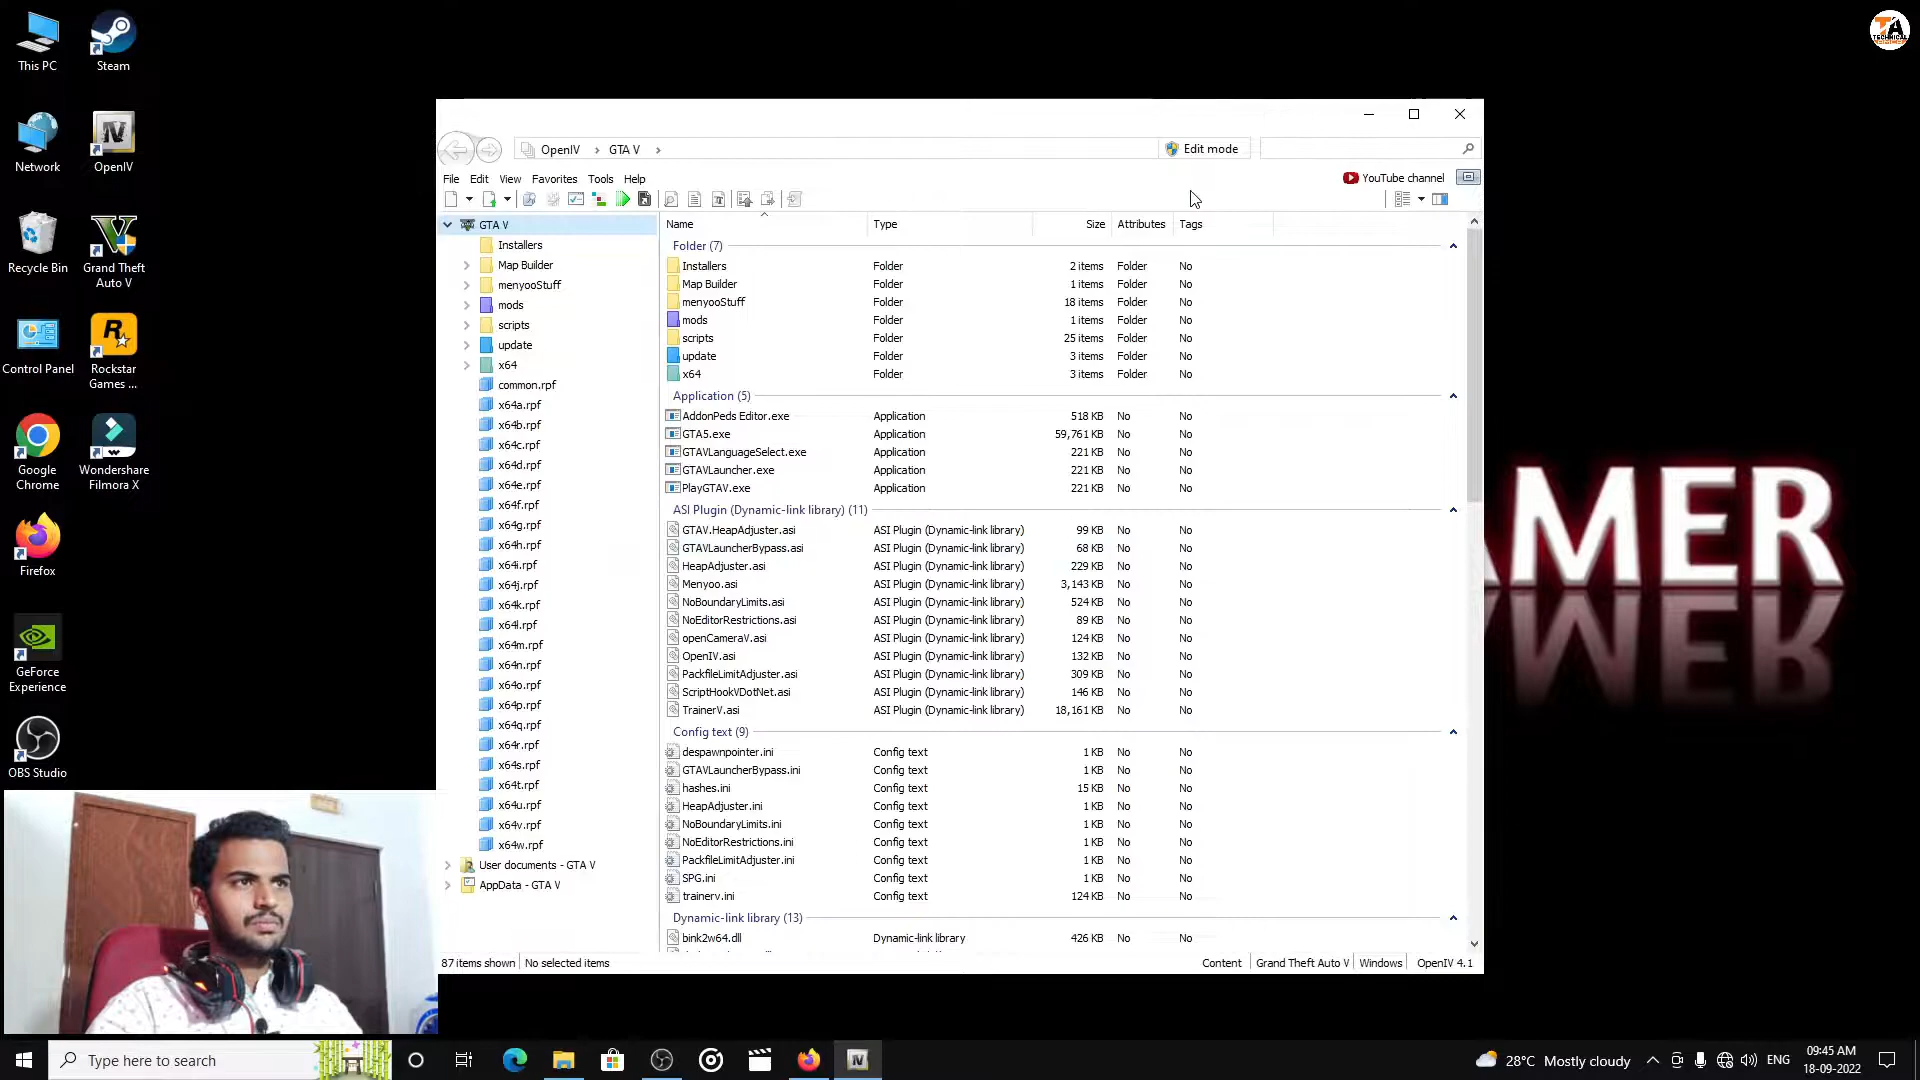 This PC
Steam
Network
OpenIV
Recycle Bin
Grand Theft
Auto V
Control Panel
Rockstar
Games ...
Google
Chrome
Wondershare
Filmora X
Firefox
GeForce
Experience
OBS Studio
TA
OpenIV > GTA V >
Edit mode
File Edit View Favorites Tools Help
YouTube channel
GTA V
Installers
Map Builder
menyooStuff
mods
scripts
update
x64
common.rpf
x64a.rpf
x64b.rpf
x64c.rpf
x64d.rpf
x64e.rpf
x64f.rpf
x64g.rpf
x64h.rpf
x64i.rpf
x64j.rpf
x64k.rpf
x64l.rpf
x64m.rpf
x64n.rpf
x64o.rpf
x64p.rpf
x64q.rpf
x64r.rpf
x64s.rpf
x64t.rpf
x64u.rpf
x64v.rpf
x64w.rpf
User documents - GTA V
AppData - GTA V
Name Type Size Attributes Tags
Folder (7)
Installers Folder 2 items Folder No
Map Builder Folder 1 items Folder No
menyooStuff Folder 18 items Folder No
mods Folder 1 items Folder No
scripts Folder 25 items Folder No
update Folder 3 items Folder No
x64 Folder 3 items Folder No
Application (5)
AddonPeds Editor.exe Application 518 KB No No
GTA5.exe Application 59,761 KB No No
GTAVLanguageSelect.exe Application 221 KB No No
GTAVLauncher.exe Application 221 KB No No
PlayGTAV.exe Application 221 KB No No
ASI Plugin (Dynamic-link library) (11)
GTAV.HeapAdjuster.asi ASI Plugin (Dynamic-link library) 99 KB No No
GTAVLauncherBypass.asi ASI Plugin (Dynamic-link library) 68 KB No No
HeapAdjuster.asi ASI Plugin (Dynamic-link library) 229 KB No No
Menyoo.asi ASI Plugin (Dynamic-link library) 3,143 KB No No
NoBoundaryLimits.asi ASI Plugin (Dynamic-link library) 524 KB No No
NoEditorRestrictions.asi ASI Plugin (Dynamic-link library) 89 KB No No
openCameraV.asi ASI Plugin (Dynamic-link library) 124 KB No No
OpenIV.asi ASI Plugin (Dynamic-link library) 132 KB No No
PackfileLimitAdjuster.asi ASI Plugin (Dynamic-link library) 309 KB No No
ScriptHookVDotNet.asi ASI Plugin (Dynamic-link library) 146 KB No No
TrainerV.asi ASI Plugin (Dynamic-link library) 18,161 KB No No
Config text (9)
despawnpointer.ini Config text 1 KB No No
GTAVLauncherBypass.ini Config text 1 KB No No
hashes.ini Config text 15 KB No No
HeapAdjuster.ini Config text 1 KB No No
NoBoundaryLimits.ini Config text 1 KB No No
NoEditorRestrictions.ini Config text 1 KB No No
PackfileLimitAdjuster.ini Config text 1 KB No No
SPG.ini Config text 1 KB No No
trainerv.ini Config text 124 KB No No
Dynamic-link library (13)
bink2w64.dll Dynamic-link library 426 KB No No
87 items shown No selected items
Content Grand Theft Auto V Windows OpenIV 4.1
AMER
Type here to search
28°C Mostly cloudy
ENG
09:45 AM
18-09-2022